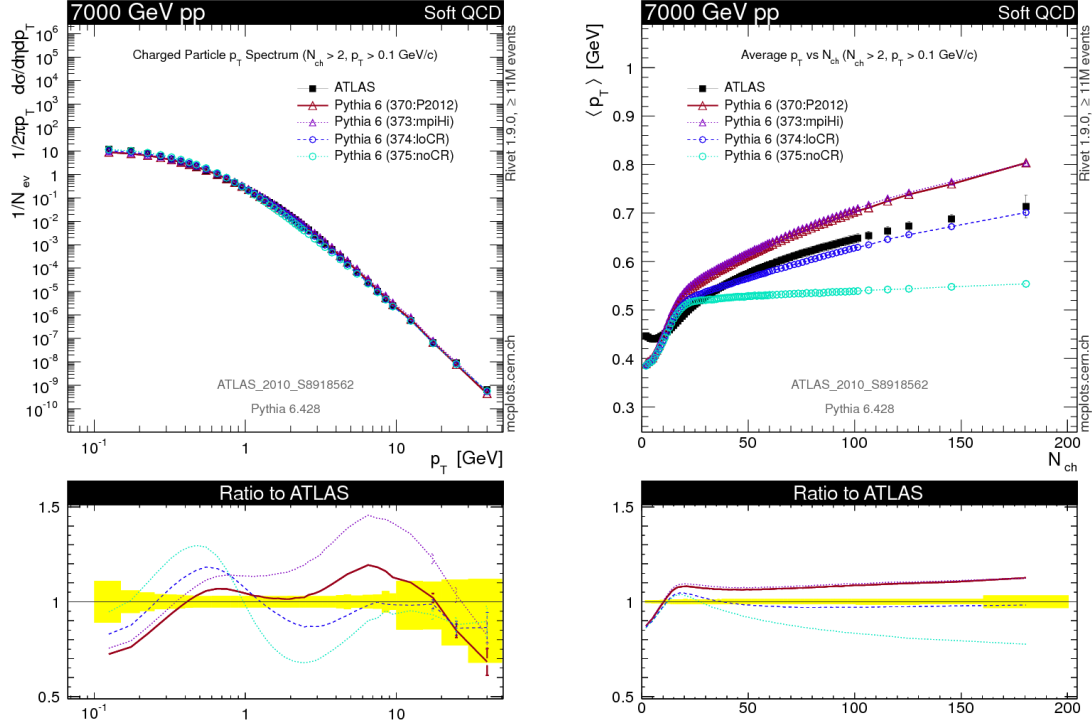 7000 GeV pp Soft QCD
1/N_ev 1/2πp_T dσ/dηdp_T
Charged Particle p_T Spectrum (N_ch > 2, p_T > 0.1 GeV/c)
ATLAS
Pythia 6 (370:P2012)
Pythia 6 (373:mpiHi)
Pythia 6 (374:loCR)
Pythia 6 (375:noCR)
10^6
10^5
10^4
10^3
10^2
10
1
10^-1
10^-2
10^-3
10^-4
10^-5
10^-6
10^-7
10^-8
10^-9
10^-10
ATLAS_2010_S8918562
Pythia 6.428
10^-1 1 10
p_T [GeV]
Rivet 1.9.0, ≥ 11M events
mcplots.cern.ch
Ratio to ATLAS
1.5
1
0.5
10^-1 1 10
7000 GeV pp Soft QCD
⟨p_T⟩ [GeV]
Average p_T vs N_ch (N_ch > 2, p_T > 0.1 GeV/c)
ATLAS
Pythia 6 (370:P2012)
Pythia 6 (373:mpiHi)
Pythia 6 (374:loCR)
Pythia 6 (375:noCR)
1
0.9
0.8
0.7
0.6
0.5
0.4
0.3
ATLAS_2010_S8918562
Pythia 6.428
0 50 100 150 200
N_ch
Rivet 1.9.0, ≥ 11M events
mcplots.cern.ch
Ratio to ATLAS
1.5
1
0.5
0 50 100 150 200